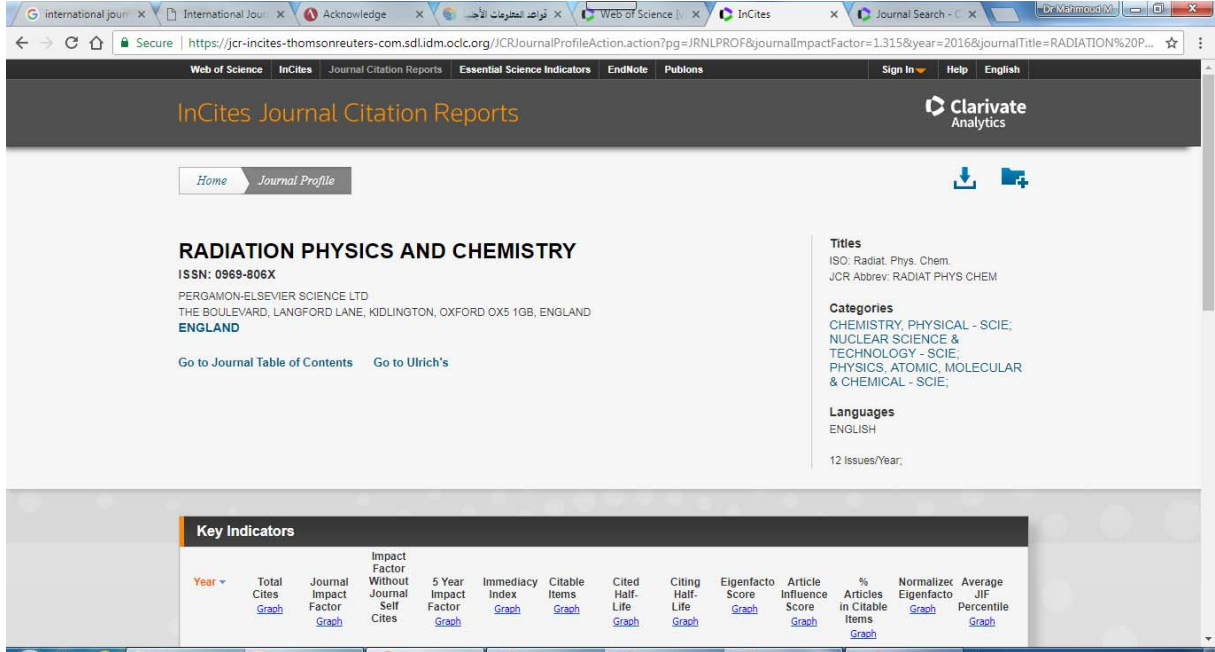 international journ
International Jour
Acknowledge
قواعد المعلومات الأجنـ
Web of Science [v
InCites
Journal Search - C
Dr Mahmoud M
Secure | https://jcr-incites-thomsonreuters-com.sdl.idm.oclc.org/JCRJournalProfileAction.action?pg=JRNLPROF&journalImpactFactor=1.315&year=2016&journalTitle=RADIATION%20P...
Web of Science InCites Journal Citation Reports Essential Science Indicators EndNote Publons Sign In Help English
InCites Journal Citation Reports
Clarivate
Analytics
Home Journal Profile
RADIATION PHYSICS AND CHEMISTRY
ISSN: 0969-806X
PERGAMON-ELSEVIER SCIENCE LTD
THE BOULEVARD, LANGFORD LANE, KIDLINGTON, OXFORD OX5 1GB, ENGLAND
ENGLAND
Go to Journal Table of Contents Go to Ulrich's
Titles
ISO: Radiat. Phys. Chem.
JCR Abbrev: RADIAT PHYS CHEM
Categories
CHEMISTRY, PHYSICAL - SCIE;
NUCLEAR SCIENCE &
TECHNOLOGY - SCIE;
PHYSICS, ATOMIC, MOLECULAR
& CHEMICAL - SCIE;
Languages
ENGLISH
12 Issues/Year;
Key Indicators
Year
Total
Cites
Graph
Journal
Impact
Factor
Graph
Impact
Factor
Without
Journal
Self
Cites
5 Year
Impact
Factor
Graph
Immediacy
Index
Graph
Citable
Items
Graph
Cited
Half-
Life
Graph
Citing
Half-
Life
Graph
Eigenfacto
Score
Graph
Article
Influence
Score
Graph
%
Articles
in Citable
Items
Graph
Normalizec
Eigenfacto
Graph
Average
JIF
Percentile
Graph